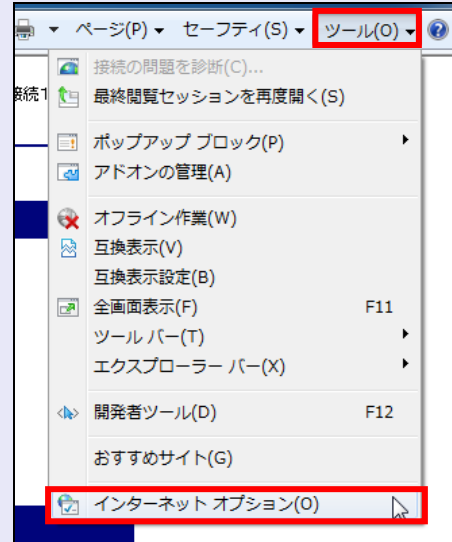 ページ(P) セーフティ(S) ツール(O)
接続の問題を診断(C)...
最終閲覧セッションを再度開く(S)
ポップアップ ブロック(P)
アドオンの管理(A)
オフライン作業(W)
互換表示(V)
互換表示設定(B)
全画面表示(F) F11
ツール バー(T)
エクスプローラー バー(X)
開発者ツール(D) F12
おすすめサイト(G)
インターネット オプション(O)